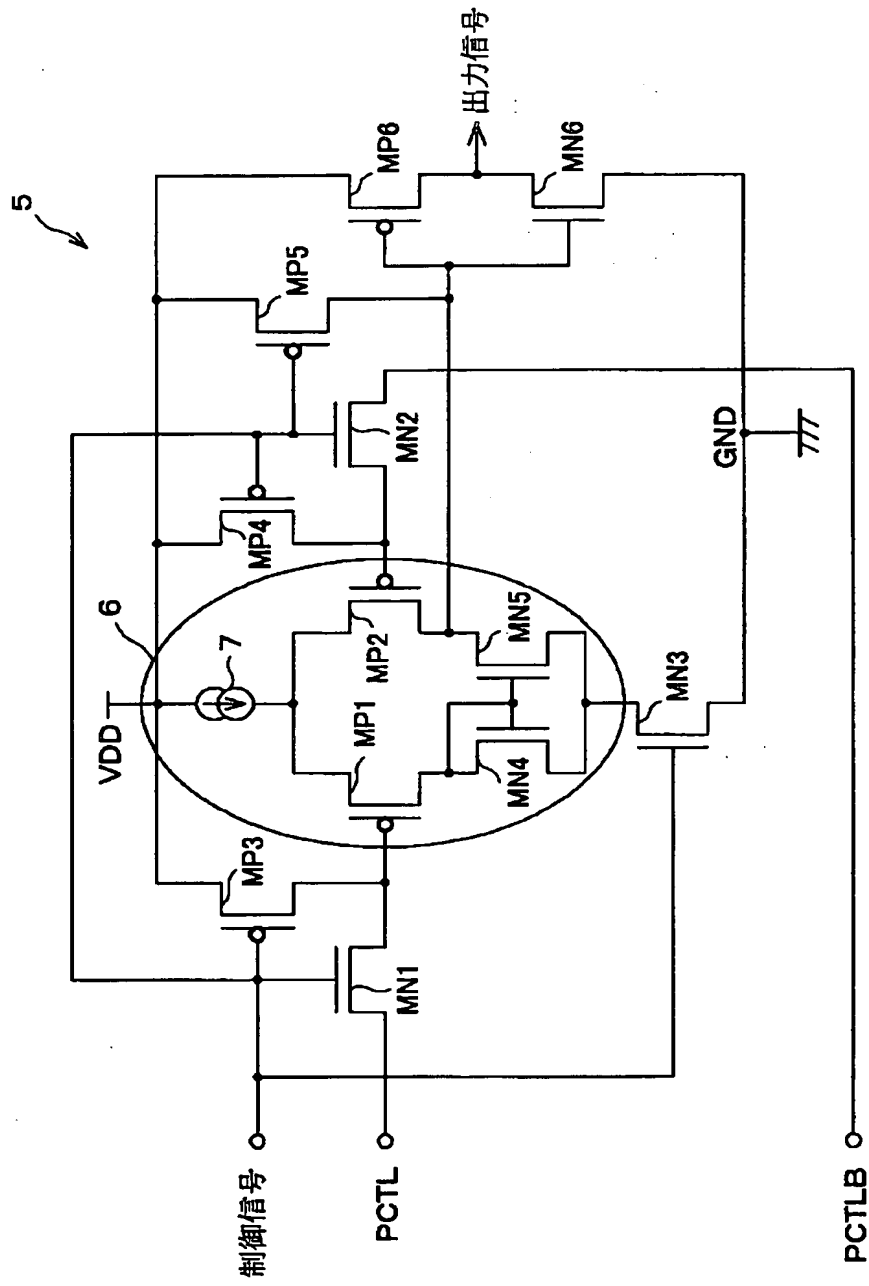 5
6
VDD
7
MP3
MP4
MP5
MP6
MP1
MP2
MN1
MN2
MN4
MN5
MN3
MN6
制御信号
PCTL
PCTLB
GND
出力信号